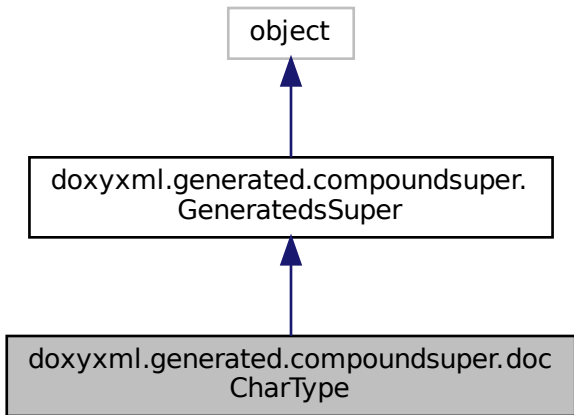 object
doxyxml.generated.compoundsuper.
GeneratedsSuper
doxyxml.generated.compoundsuper.doc
CharType